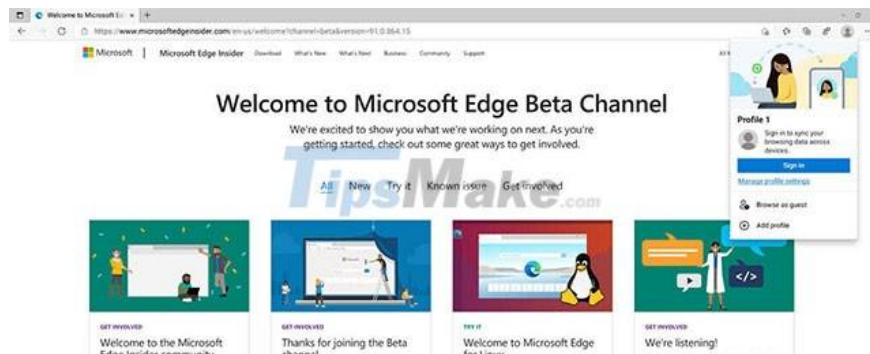 Welcome to Microsoft Ed
https://www.microsoftedgeinsider.com/en-us/welcome?channel=beta&version=91.0.864.15
Microsoft | Microsoft Edge Insider Download What's New What's Next Business Community Support
Welcome to Microsoft Edge Beta Channel
We're excited to show you what we're working on next. As you're
getting started, check out some great ways to get involved.
All New Try it Known issue Get involved
TipsMake.com
Profile 1
Sign in to sync your
browsing data across
devices.
Sign in
Manage profile settings
Browse as guest
Add profile
GET INVOLVED
Welcome to the Microsoft
Edge Insider community
GET INVOLVED
Thanks for joining the Beta
channel
TRY IT
Welcome to Microsoft Edge
for Linux
GET INVOLVED
We're listening!